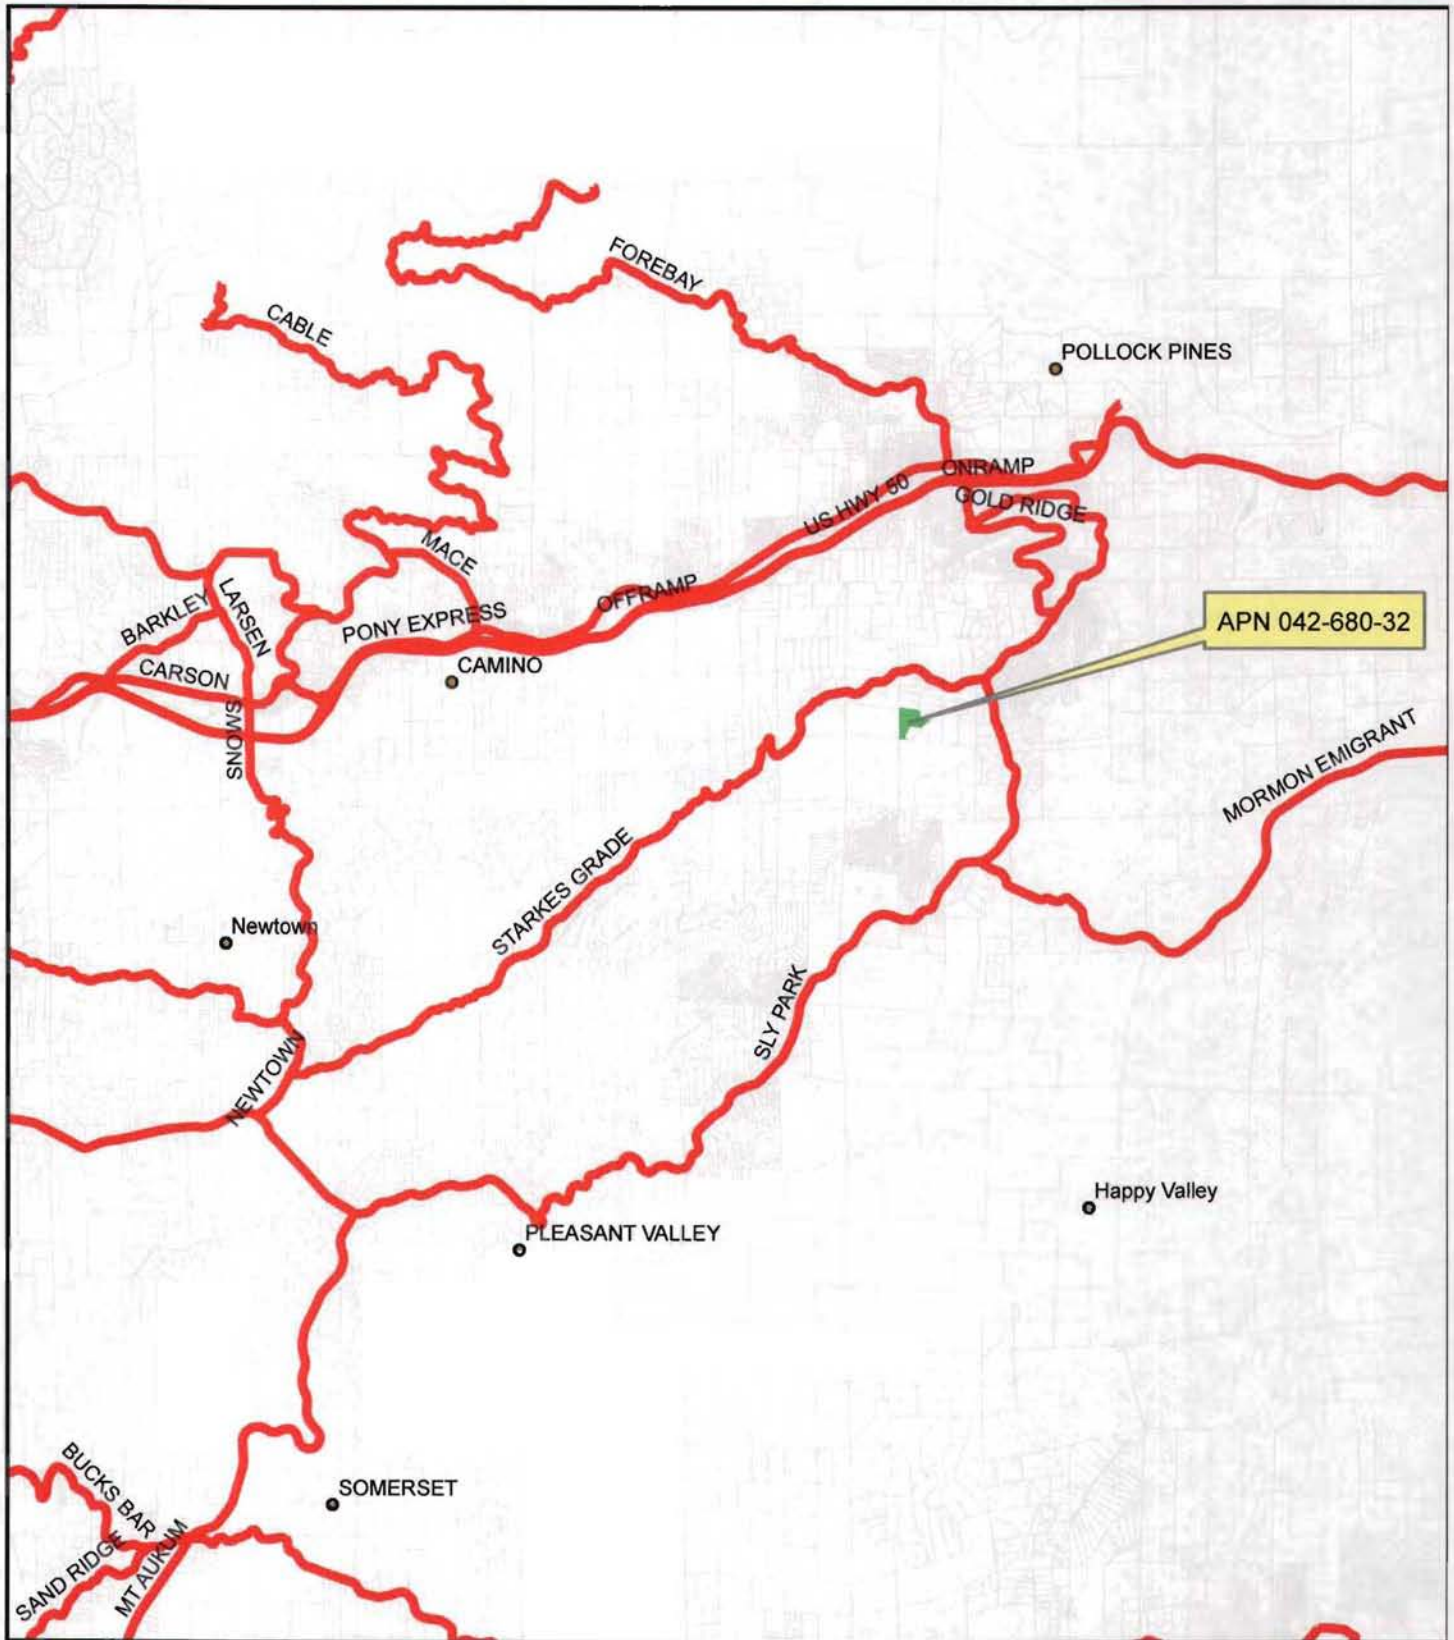 FOREBAY
CABLE
POLLOCK PINES
ONRAMP
US HWY 50
GOLD RIDGE
MACE
OFFRAMP
APN 042-680-32
BARKLEY
LARSEN
PONY EXPRESS
CAMINO
CARSON
SNOWS
MORMON EMIGRANT
STARKES GRADE
Newtown
SLY PARK
NEWTOWN
Happy Valley
PLEASANT VALLEY
BUCKS BAR
SOMERSET
SAND RIDGE
MT AUKUM